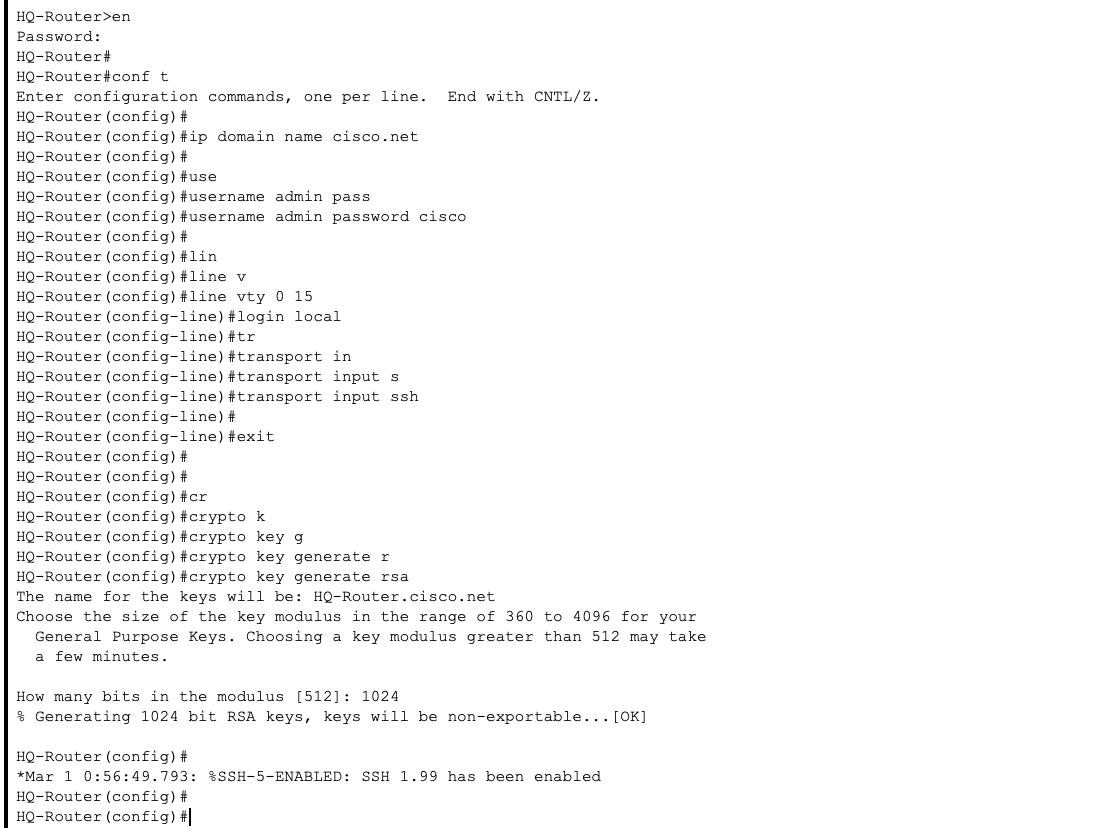 HQ-Router>en
Password:
HQ-Router#
HQ-Router#conf t
Enter configuration commands, one per line.  End with CNTL/Z.
HQ-Router(config)#
HQ-Router(config)#ip domain name cisco.net
HQ-Router(config)#
HQ-Router(config)#use
HQ-Router(config)#username admin pass
HQ-Router(config)#username admin password cisco
HQ-Router(config)#
HQ-Router(config)#lin
HQ-Router(config)#line v
HQ-Router(config)#line vty 0 15
HQ-Router(config-line)#login local
HQ-Router(config-line)#tr
HQ-Router(config-line)#transport in
HQ-Router(config-line)#transport input s
HQ-Router(config-line)#transport input ssh
HQ-Router(config-line)#
HQ-Router(config-line)#exit
HQ-Router(config)#
HQ-Router(config)#
HQ-Router(config)#cr
HQ-Router(config)#crypto k
HQ-Router(config)#crypto key g
HQ-Router(config)#crypto key generate r
HQ-Router(config)#crypto key generate rsa
The name for the keys will be: HQ-Router.cisco.net
Choose the size of the key modulus in the range of 360 to 4096 for your
  General Purpose Keys. Choosing a key modulus greater than 512 may take
  a few minutes.

How many bits in the modulus [512]: 1024
% Generating 1024 bit RSA keys, keys will be non-exportable...[OK]

HQ-Router(config)#
*Mar 1 0:56:49.793: %SSH-5-ENABLED: SSH 1.99 has been enabled
HQ-Router(config)#
HQ-Router(config)#